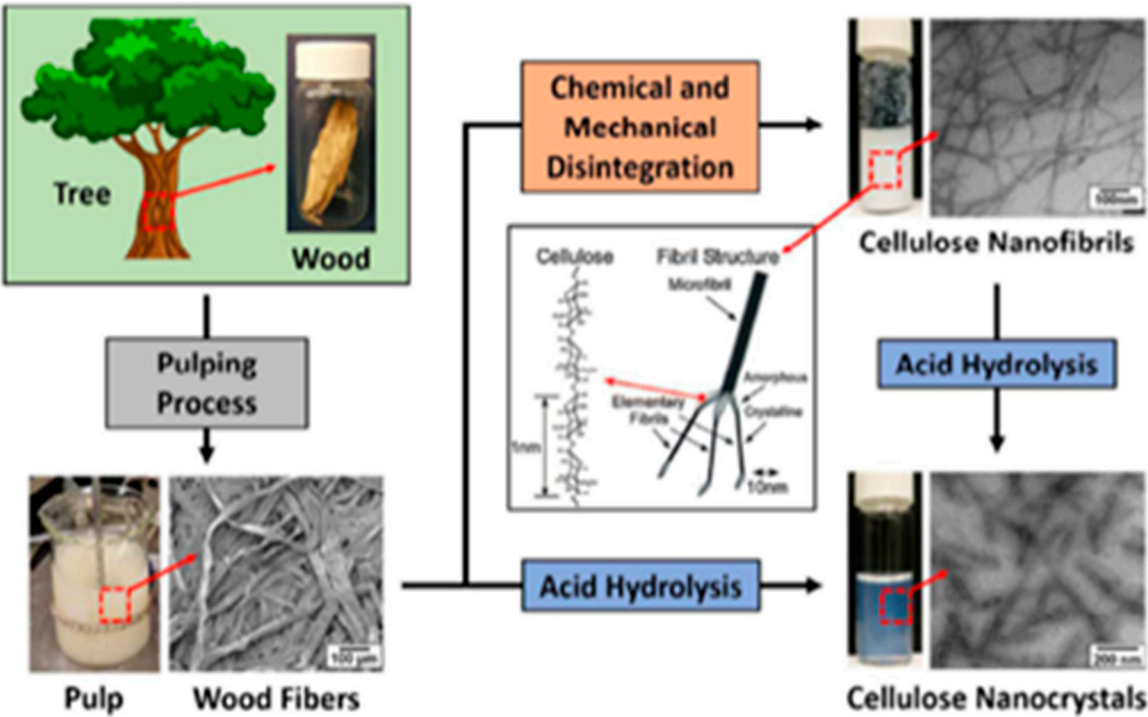 Tree
Wood
Pulping
Process
Pulp
Wood Fibers
100 µm
Chemical and
Mechanical
Disintegration
Cellulose
Fibril Structure
Microfibril
Amorphous
Elementary
Fibrils
Crystalline
1nm
10nm
Acid Hydrolysis
100nm
Cellulose Nanofibrils
Acid Hydrolysis
200 nm
Cellulose Nanocrystals